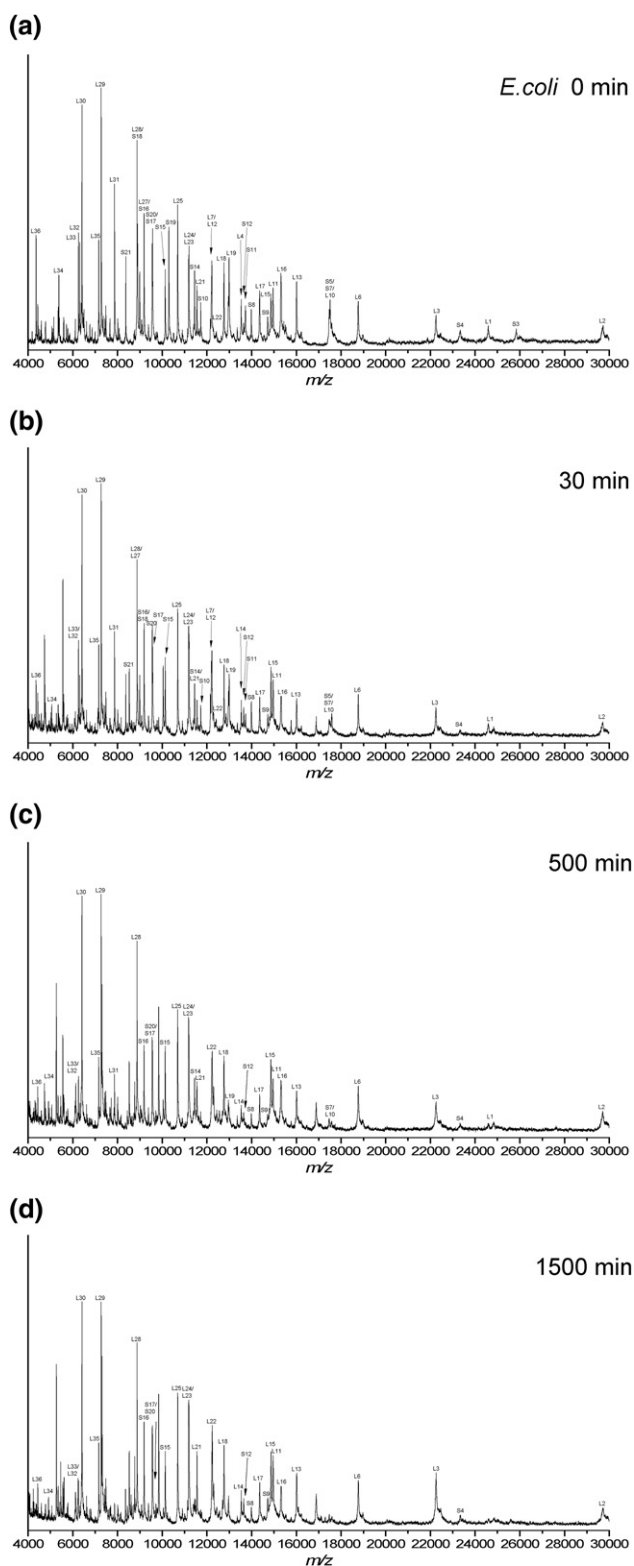 (a)
E.coli 0 min
L29
L30
L28/
S18
L31
L27/
S16
S20/
S17
L25
L36
L32
L33
L35
S15
S19
L7/
L12
S12
L4
S11
L24/
L23
S21
L34
S14
L21
S10
L22
L18
L19
S8
L17
L15
S9
L11
L16
L13
S5/
S7/
L10
L6
L3
S4
L1
S3
L2
4000 6000 8000 10000 12000 14000 16000 18000 20000 22000 24000 26000 28000 30000
m/z
(b)
30 min
L29
L30
L28/
L27
L33/
L32
L31
S16/
S18
S17
S20
S15
L25
L24/
L23
L7/
L12
L14
S12
S11
L35
S21
L36
L34
S14/
L21
S10
L22
L18
L19
S8
L17
S9
L15
L11
L16
L13
S5/
S7/
L10
L6
L3
S4
L1
L2
4000 6000 8000 10000 12000 14000 16000 18000 20000 22000 24000 26000 28000 30000
m/z
(c)
500 min
L29
L30
L28
L25
L24/
L23
S20/
S17
S16
S15
L33/
L32
L35
L31
L36
L34
S14
L21
L22
L18
L19
L14
S12
S8
L17
S9
L15
L11
L16
L13
S7/
L10
L6
L3
S4
L1
L2
4000 6000 8000 10000 12000 14000 16000 18000 20000 22000 24000 26000 28000 30000
m/z
(d)
1500 min
L30
L29
L28
L25
L24/
L23
S17/
S20
S16
S15
L35
L33/
L32
L36
L34
L21
L22
L18
L14
S12
S8
L17
S9
L15
L11
L16
L13
L6
L3
S4
L2
4000 6000 8000 10000 12000 14000 16000 18000 20000 22000 24000 26000 28000 30000
m/z